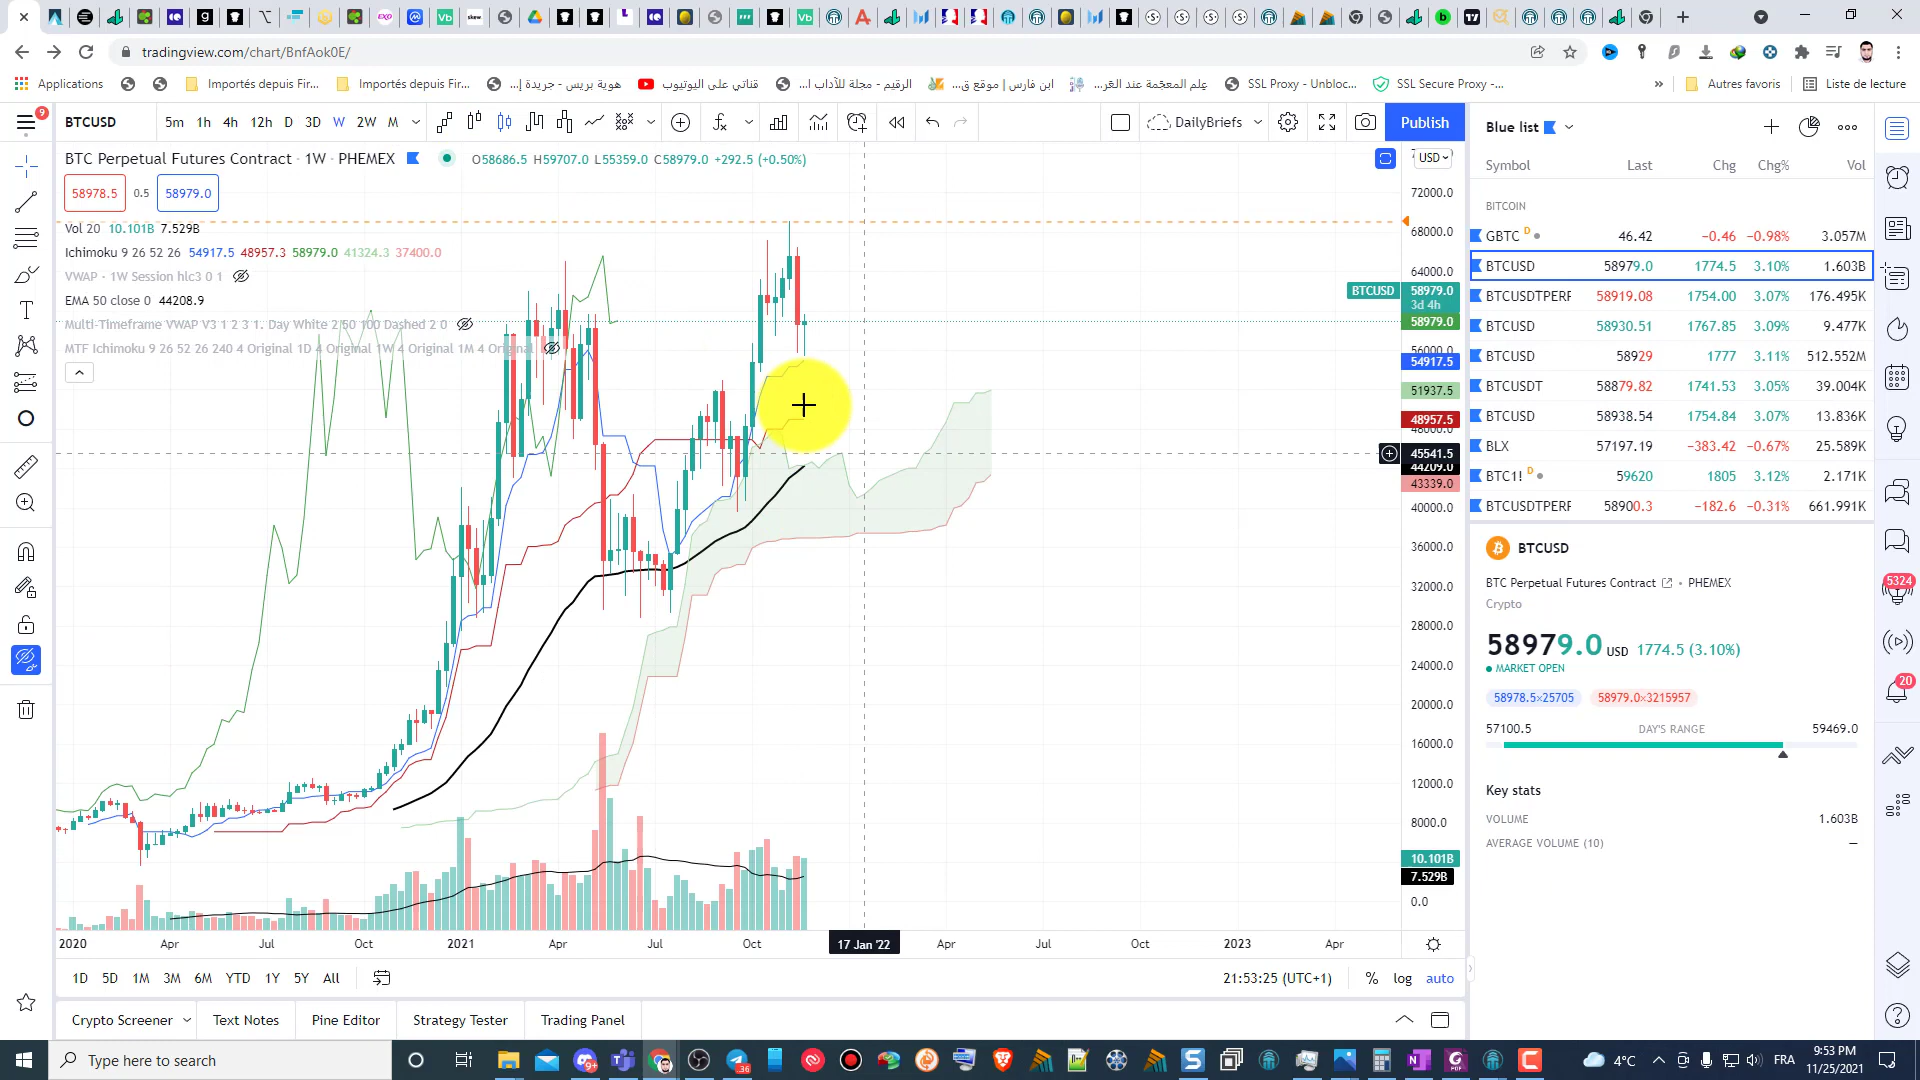 tradingview.com/chart/BnfAok0E/
Applications
Importés depuis Fir...
Importés depuis Fir...
هوية بريس - جريدة إ...
قناتي على اليوتيوب
الرقيم - مجلة للآداب ا...
ابن فارس | موقع ق...
عِلم المعجّمة عند العَر...
SSL Proxy - Unbloc...
SSL Secure Proxy -...
»
Autres favoris
Liste de lecture
9
BTCUSD
5m 1h 4h 12h D 3D W 2W M
DailyBriefs
Publish
BTC Perpetual Futures Contract · 1W · PHEMEX
O58686.5 H59707.0 L55359.0 C58979.0 +292.5 (+0.50%)
58978.5 0.5 58979.0
Vol 20 10.101B 7.529B
Ichimoku 9 26 52 26 54917.5 48957.3 58979.0 41324.3 37400.0
VWAP · 1W Session hlc3 0 1
EMA 50 close 0 44208.9
Multi-Timeframe VWAP V3 1 2 3 1. Day White 2 50 100 Dashed 2 0
MTF Ichimoku 9 26 52 26 240 4 Original 1D 4 Original 1W 4 Original 1M 4 Original
USD
72000.0
68000.0
64000.0
BTCUSD 58979.0
3d 4h
58979.0
56000.0
54917.5
51937.5
48957.5
48000.0
45541.5
44209.0
43339.0
40000.0
36000.0
32000.0
28000.0
24000.0
20000.0
16000.0
12000.0
8000.0
10.101B
7.529B
0.0
2020 Apr Jul Oct 2021 Apr Jul Oct 17 Jan '22 Apr Jul Oct 2023 Apr
1D 5D 1M 3M 6M YTD 1Y 5Y All
21:53:25 (UTC+1) % log auto
Crypto Screener Text Notes Pine Editor Strategy Tester Trading Panel
Blue list
Symbol Last Chg Chg% Vol
BITCOIN
GBTC D 46.42 −0.46 −0.98% 3.057M
BTCUSD 58979.0 1774.5 3.10% 1.603B
BTCUSDTPERF 58919.08 1754.00 3.07% 176.495K
BTCUSD 58930.51 1767.85 3.09% 9.477K
BTCUSD 58929 1777 3.11% 512.552M
BTCUSDT 58879.82 1741.53 3.05% 39.004K
BTCUSD 58938.54 1754.84 3.07% 13.836K
BLX 57197.19 −383.42 −0.67% 25.589K
BTC1! D 59620 1805 3.12% 2.171K
BTCUSDTPERF 58900.3 −182.6 −0.31% 661.991K
BTCUSD
BTC Perpetual Futures Contract • PHEMEX
Crypto
58979.0 USD 1774.5 (3.10%)
MARKET OPEN
58978.5×25705 58979.0×3215957
57100.5 DAY'S RANGE 59469.0
Key stats
VOLUME 1.603B
AVERAGE VOLUME (10) —
5324
20
Type here to search
9+
36
4°C
FRA
9:53 PM
11/25/2021